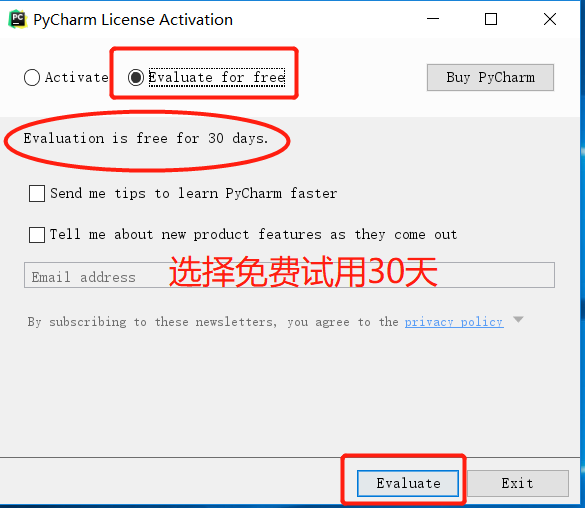 PyCharm License Activation
Activate
Evaluate for free
Buy PyCharm
Evaluation is free for 30 days.
Send me tips to learn PyCharm faster
Tell me about new product features as they come out
Email address
选择免费试用30天
By subscribing to these newsletters, you agree to the privacy policy
Evaluate
Exit